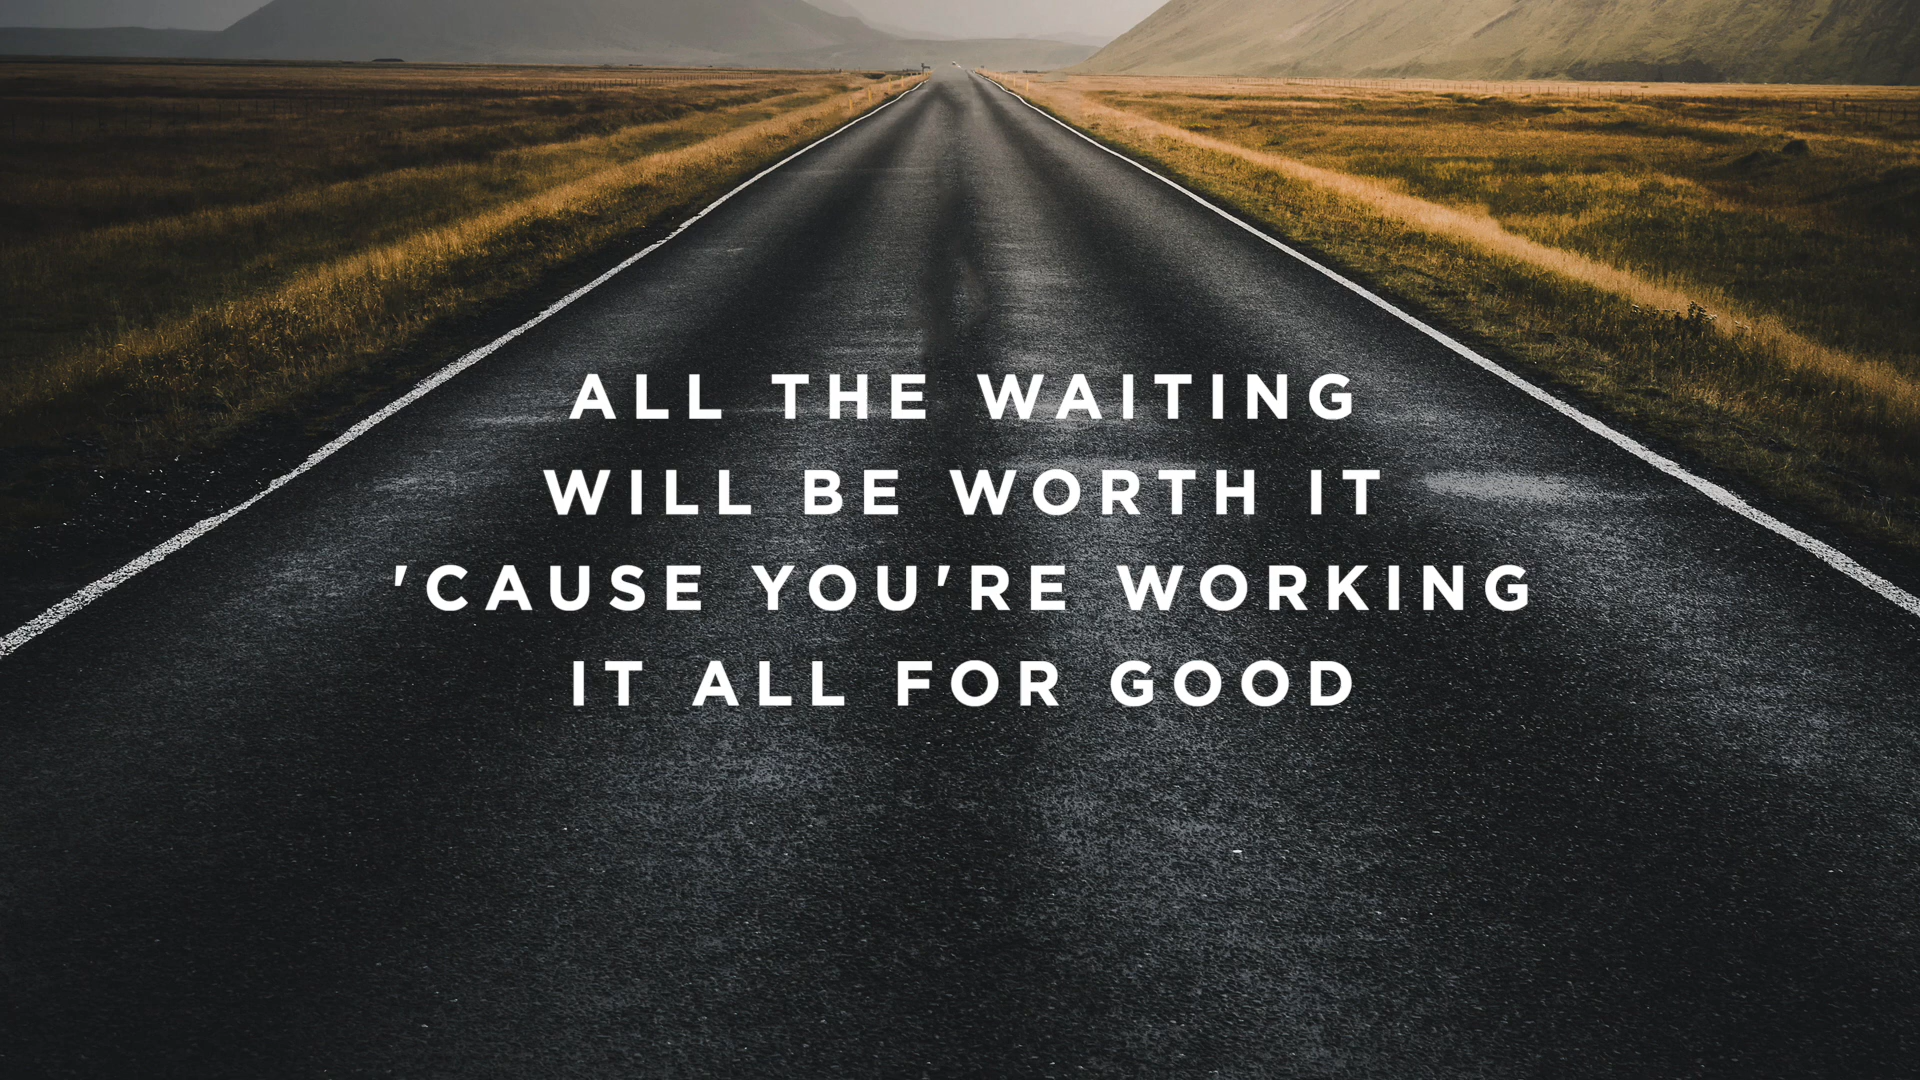 ALL THE WAITING
WILL BE WORTH IT
'CAUSE YOU'RE WORKING
IT ALL FOR GOOD